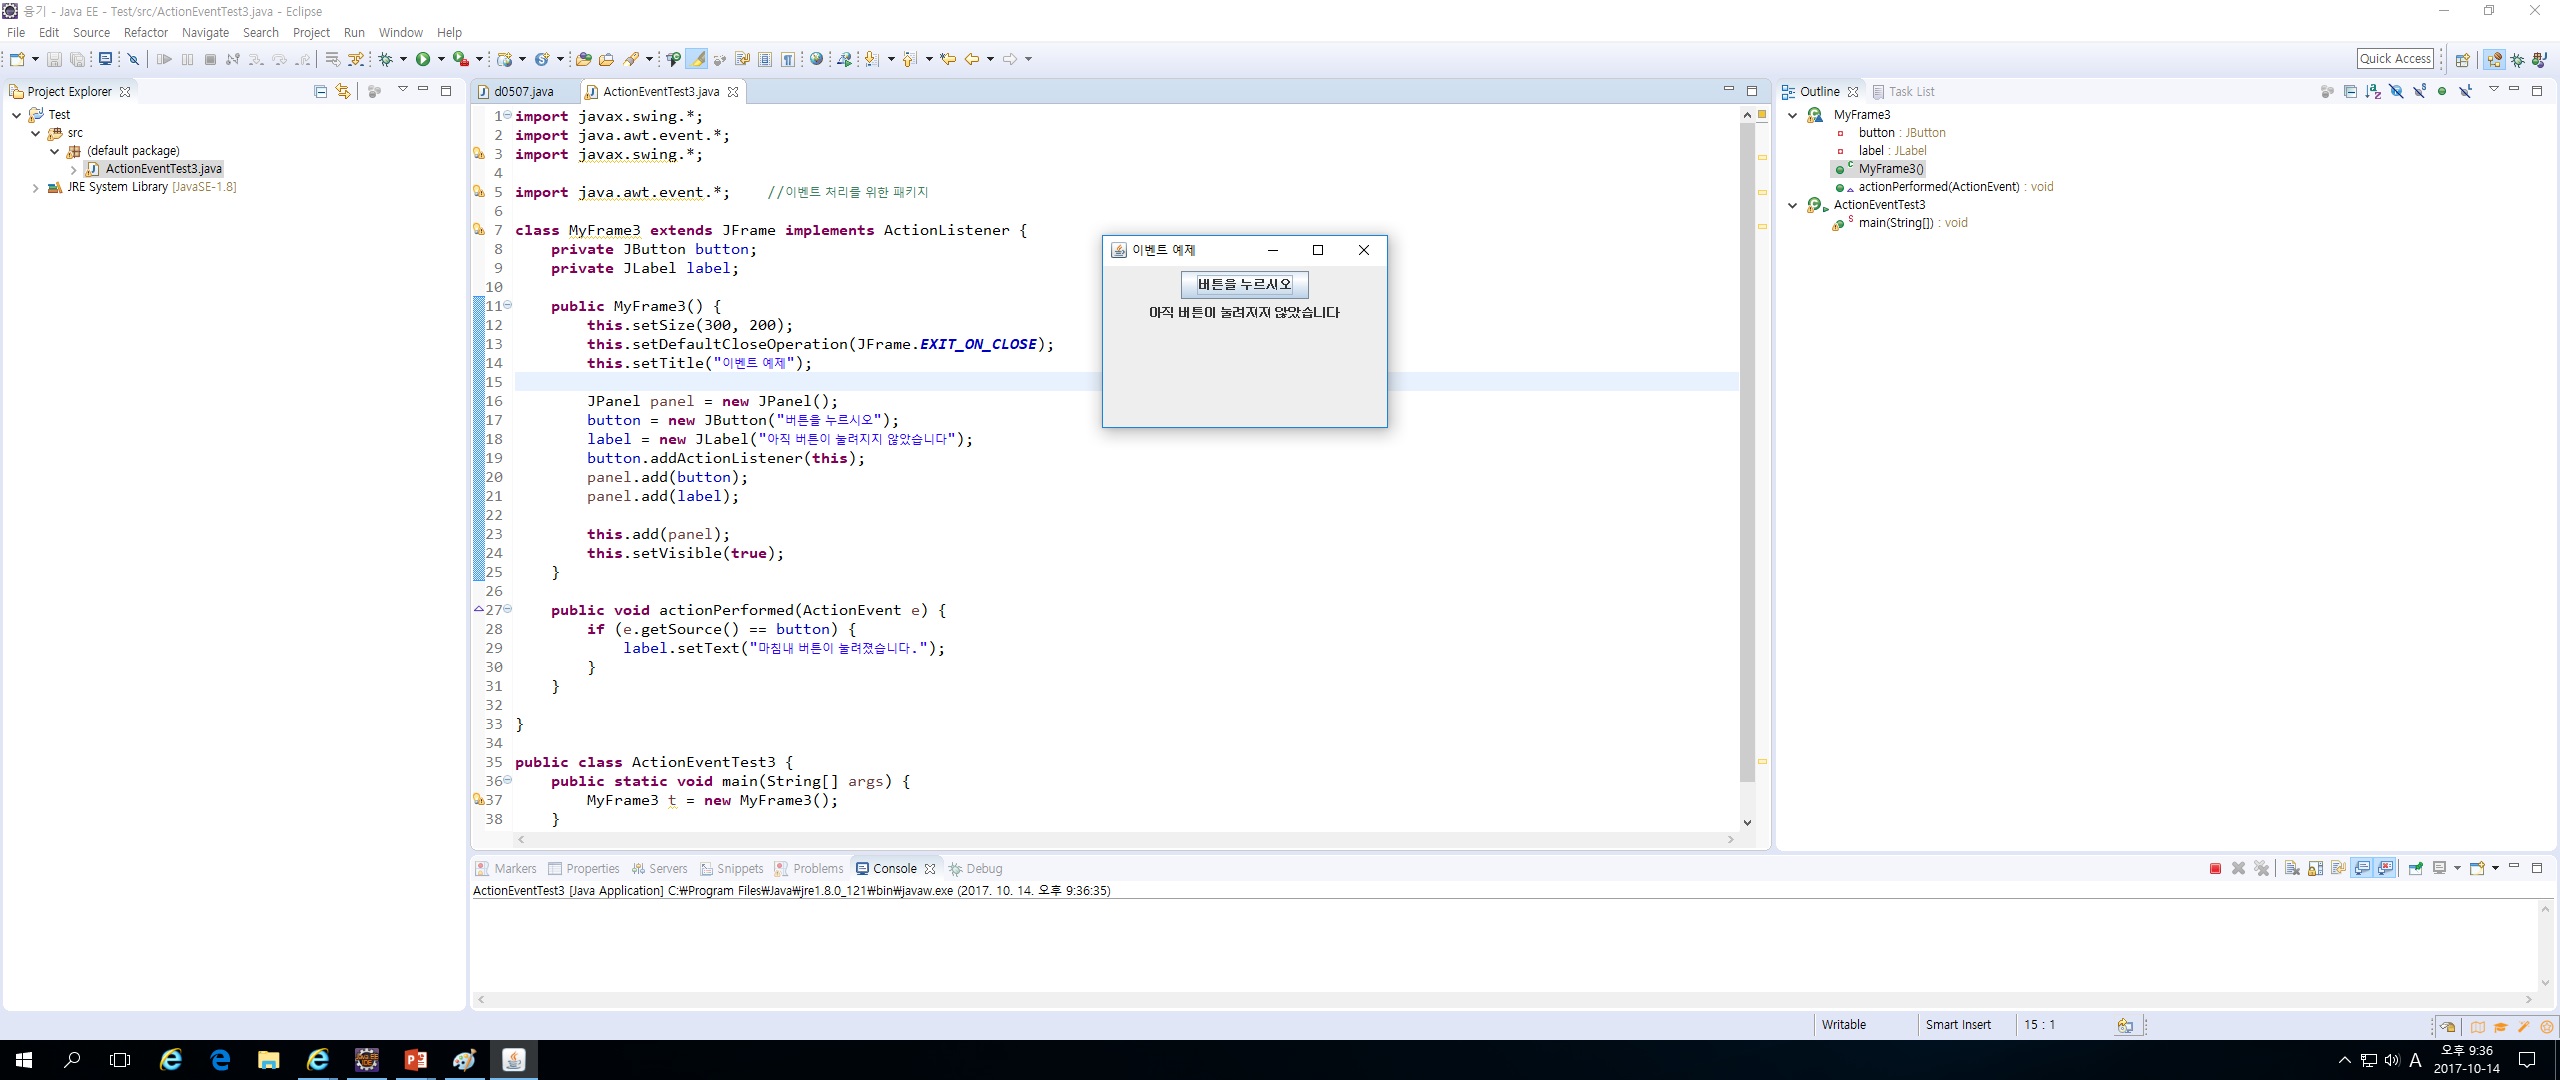 융기 - Java EE - Test/src/ActionEventTest3.java - Eclipse
File Edit Source Refactor Navigate Search Project Run Window Help
Quick Access
Project Explorer
Test
src
(default package)
ActionEventTest3.java
JRE System Library [JavaSE-1.8]
d0507.java ActionEventTest3.java
1 import javax.swing.*;
2 import java.awt.event.*;
3 import javax.swing.*;
4
5 import java.awt.event.*; //이벤트 처리를 위한 패키지
6
7 class MyFrame3 extends JFrame implements ActionListener {
8 private JButton button;
9 private JLabel label;
10
11 public MyFrame3() {
12 this.setSize(300, 200);
13 this.setDefaultCloseOperation(JFrame.EXIT_ON_CLOSE);
14 this.setTitle("이벤트 예제");
15
16 JPanel panel = new JPanel();
17 button = new JButton("버튼을 누르시오");
18 label = new JLabel("아직 버튼이 눌려지지 않았습니다");
19 button.addActionListener(this);
20 panel.add(button);
21 panel.add(label);
22
23 this.add(panel);
24 this.setVisible(true);
25 }
26
27 public void actionPerformed(ActionEvent e) {
28 if (e.getSource() == button) {
29 label.setText("마침내 버튼이 눌려졌습니다.");
30 }
31 }
32
33 }
34
35 public class ActionEventTest3 {
36 public static void main(String[] args) {
37 MyFrame3 t = new MyFrame3();
38 }
이벤트 예제
버튼을 누르시오
아직 버튼이 눌려지지 않았습니다
Outline Task List
MyFrame3
button : JButton
label : JLabel
MyFrame3()
actionPerformed(ActionEvent) : void
ActionEventTest3
main(String[]) : void
Markers Properties Servers Snippets Problems Console Debug
ActionEventTest3 [Java Application] C:₩Program Files₩Java₩jre1.8.0_121₩bin₩javaw.exe (2017. 10. 14. 오후 9:36:35)
Writable Smart Insert 15 : 1
A 오후 9:36
2017-10-14